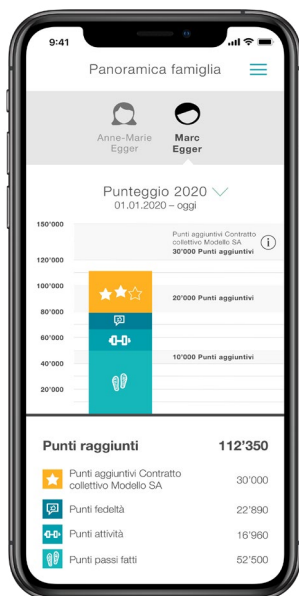 9:41
Panoramica famiglia
Anne-Marie
Egger
Marc
Egger
Punteggio 2020
01.01.2020 – oggi
150'000
Punti aggiuntivi Contratto
collettivo Modello SA
30'000 Punti aggiuntivi
120'000
100'000
20'000 Punti aggiuntivi
80'000
60'000
10'000 Punti aggiuntivi
40'000
20'000
Punti raggiunti 112'350
Punti aggiuntivi Contratto
collettivo Modello SA 30'000
Punti fedeltà 22'890
Punti attività 16'960
Punti passi fatti 52'500